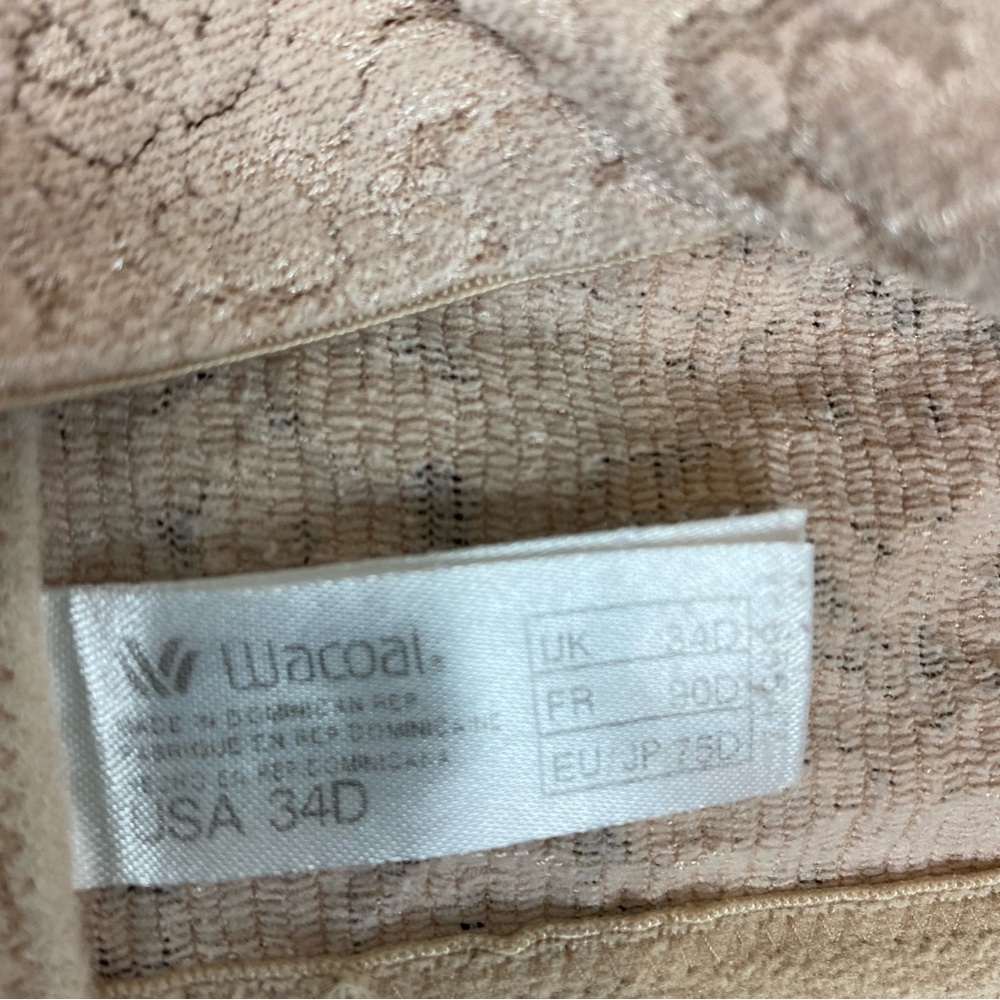 Wacoal
MADE IN DOMINICAN REP
FABRIQUE EN REP DOMINICAINE
HECHO EN REP. DOMINICANA
USA 34D
UK 34D
FR 90D
EU/JP 75D